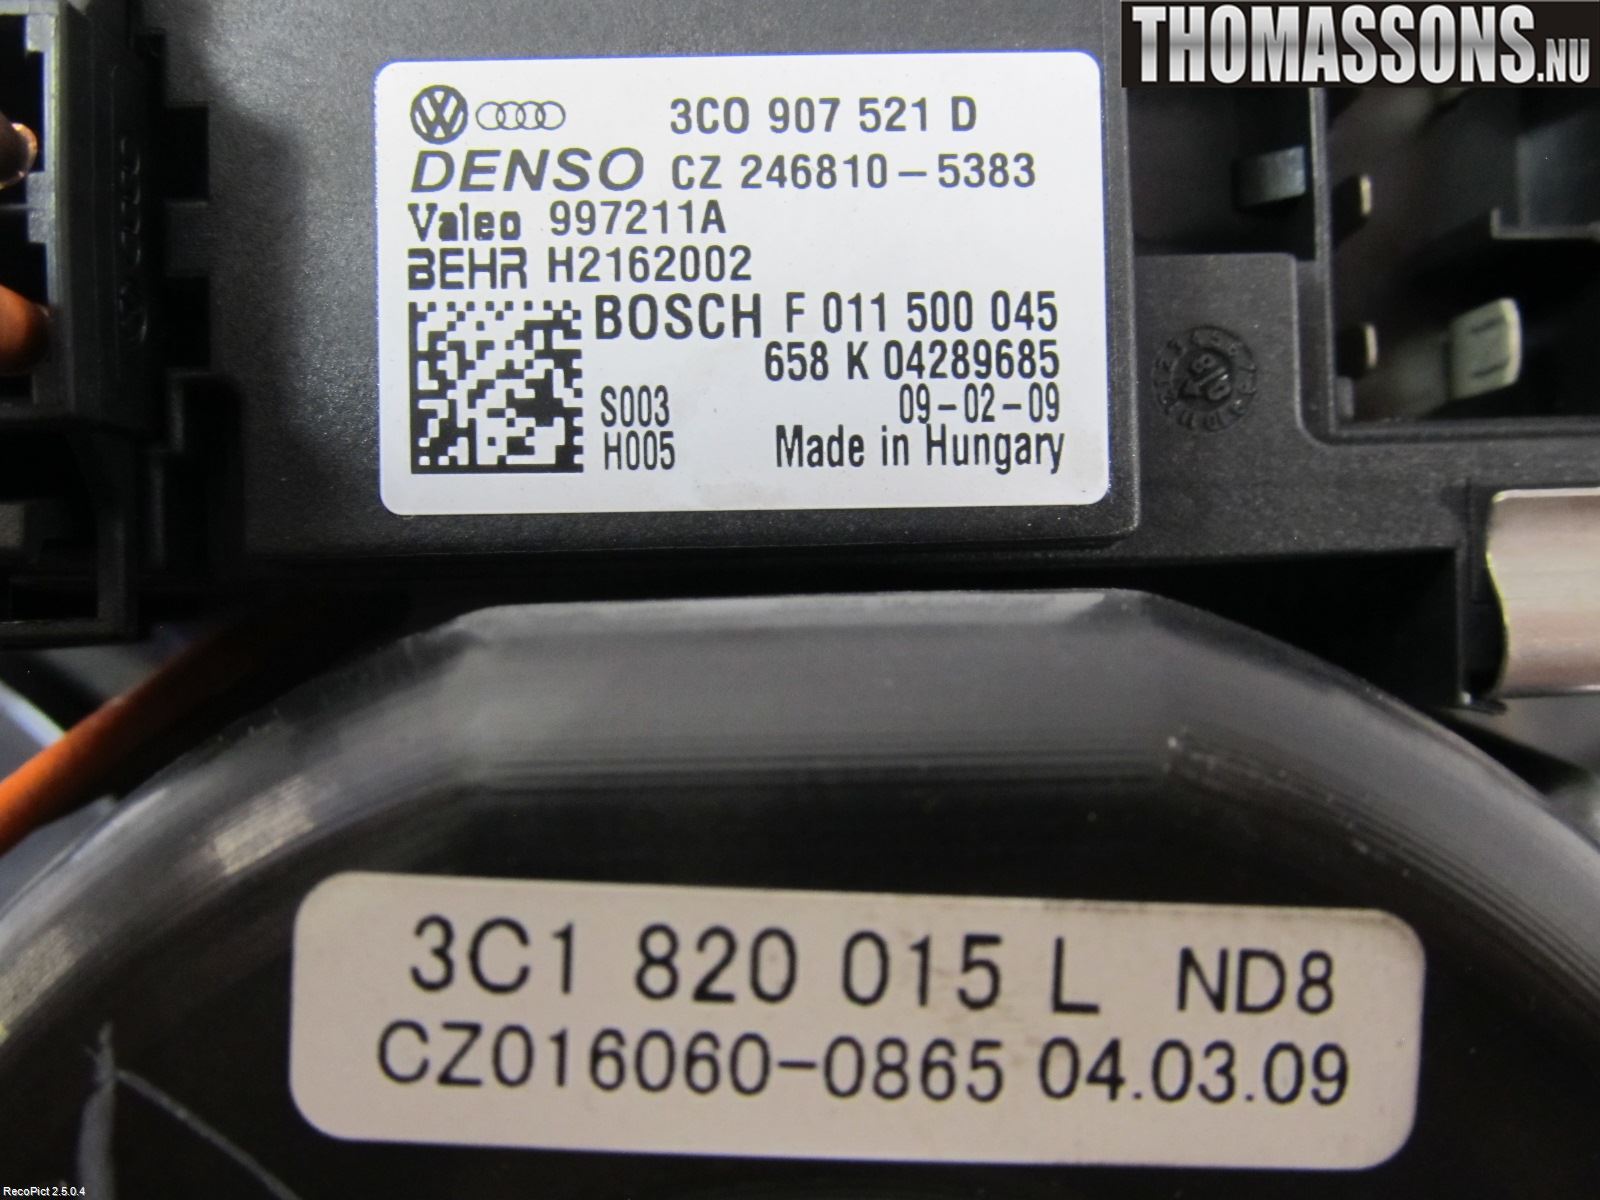 THOMASSONS.NU
3C0 907 521 D
DENSO CZ 246810-5383
Valeo 997211A
BEHR H2162002
BOSCH F 011 500 045
658 K 04289685
S003 09-02-09
H005 Made in Hungary
3C1 820 015 L ND8
CZ016060-0865 04.03.09
RecoPict 2.5.0.4